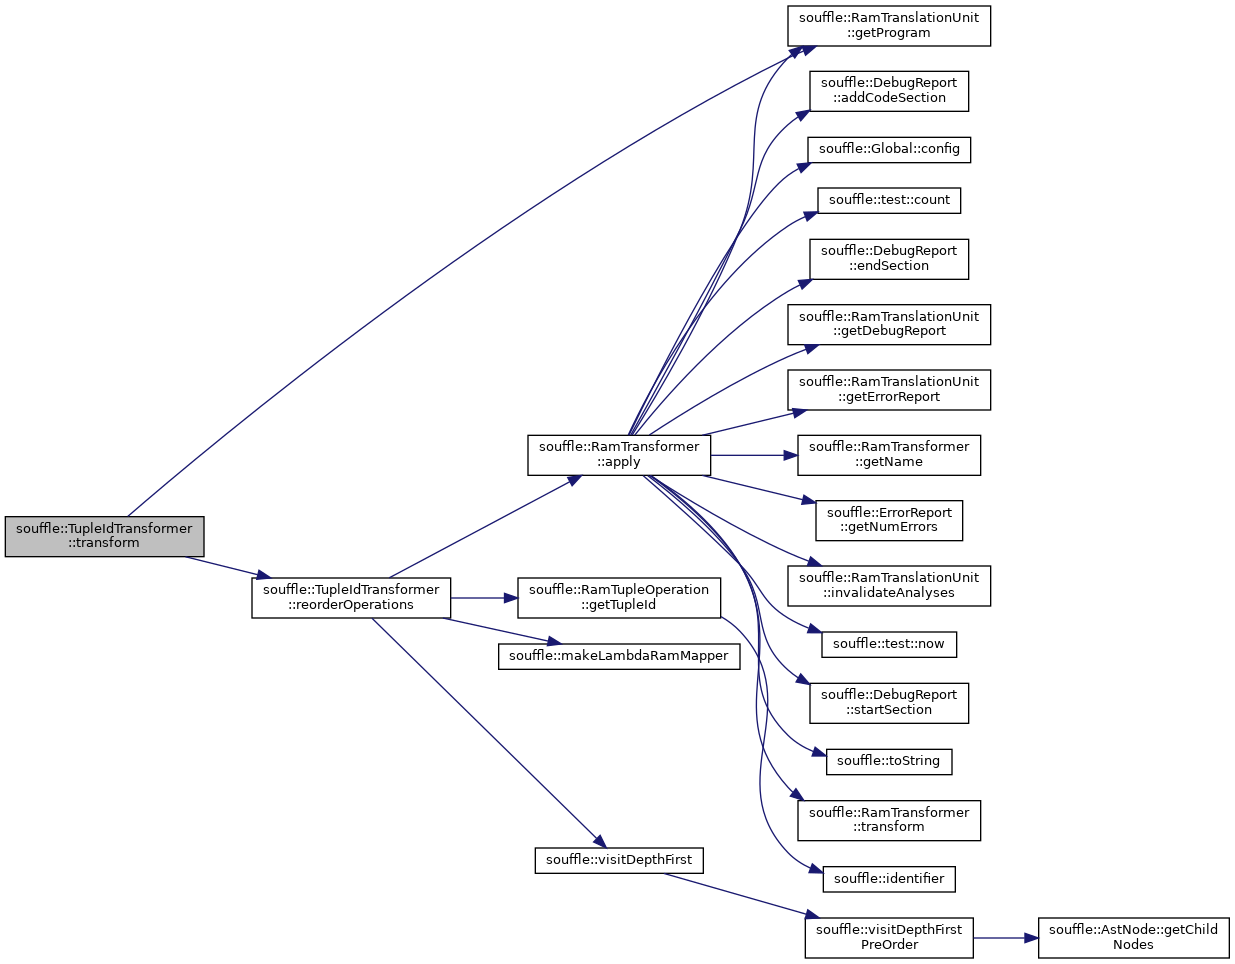 souffle::RamTranslationUnit
::getProgram
souffle::DebugReport
::addCodeSection
souffle::Global::config
souffle::test::count
souffle::DebugReport
::endSection
souffle::RamTranslationUnit
::getDebugReport
souffle::RamTranslationUnit
::getErrorReport
souffle::RamTransformer
::apply
souffle::RamTransformer
::getName
souffle::ErrorReport
::getNumErrors
souffle::TupleIdTransformer
::transform
souffle::TupleIdTransformer
::reorderOperations
souffle::RamTupleOperation
::getTupleId
souffle::RamTranslationUnit
::invalidateAnalyses
souffle::makeLambdaRamMapper
souffle::test::now
souffle::DebugReport
::startSection
souffle::toString
souffle::RamTransformer
::transform
souffle::visitDepthFirst
souffle::identifier
souffle::visitDepthFirst
PreOrder
souffle::AstNode::getChild
Nodes